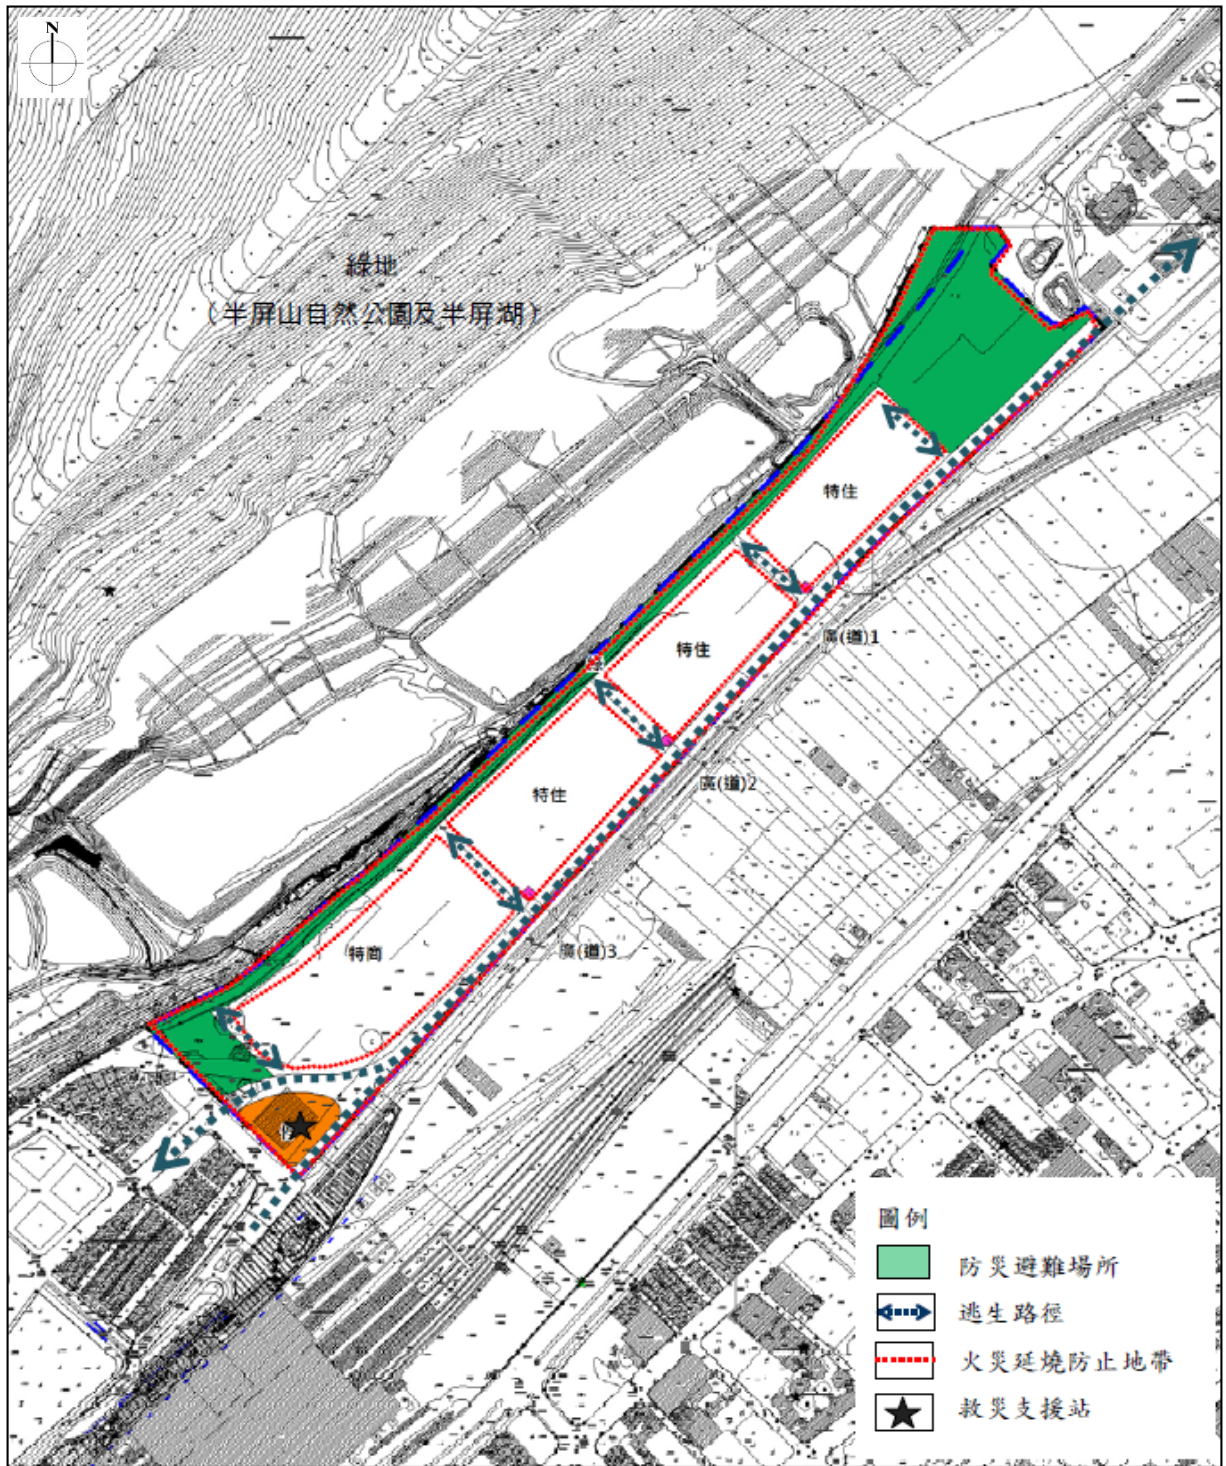 N
綠地
（半屏山自然公園及半屏湖）
特住
廣(道)1
特住
廣(道)2
特住
廣(道)3
特商
圖例
防災避難場所
逃生路徑
火災延燒防止地帶
救災支援站